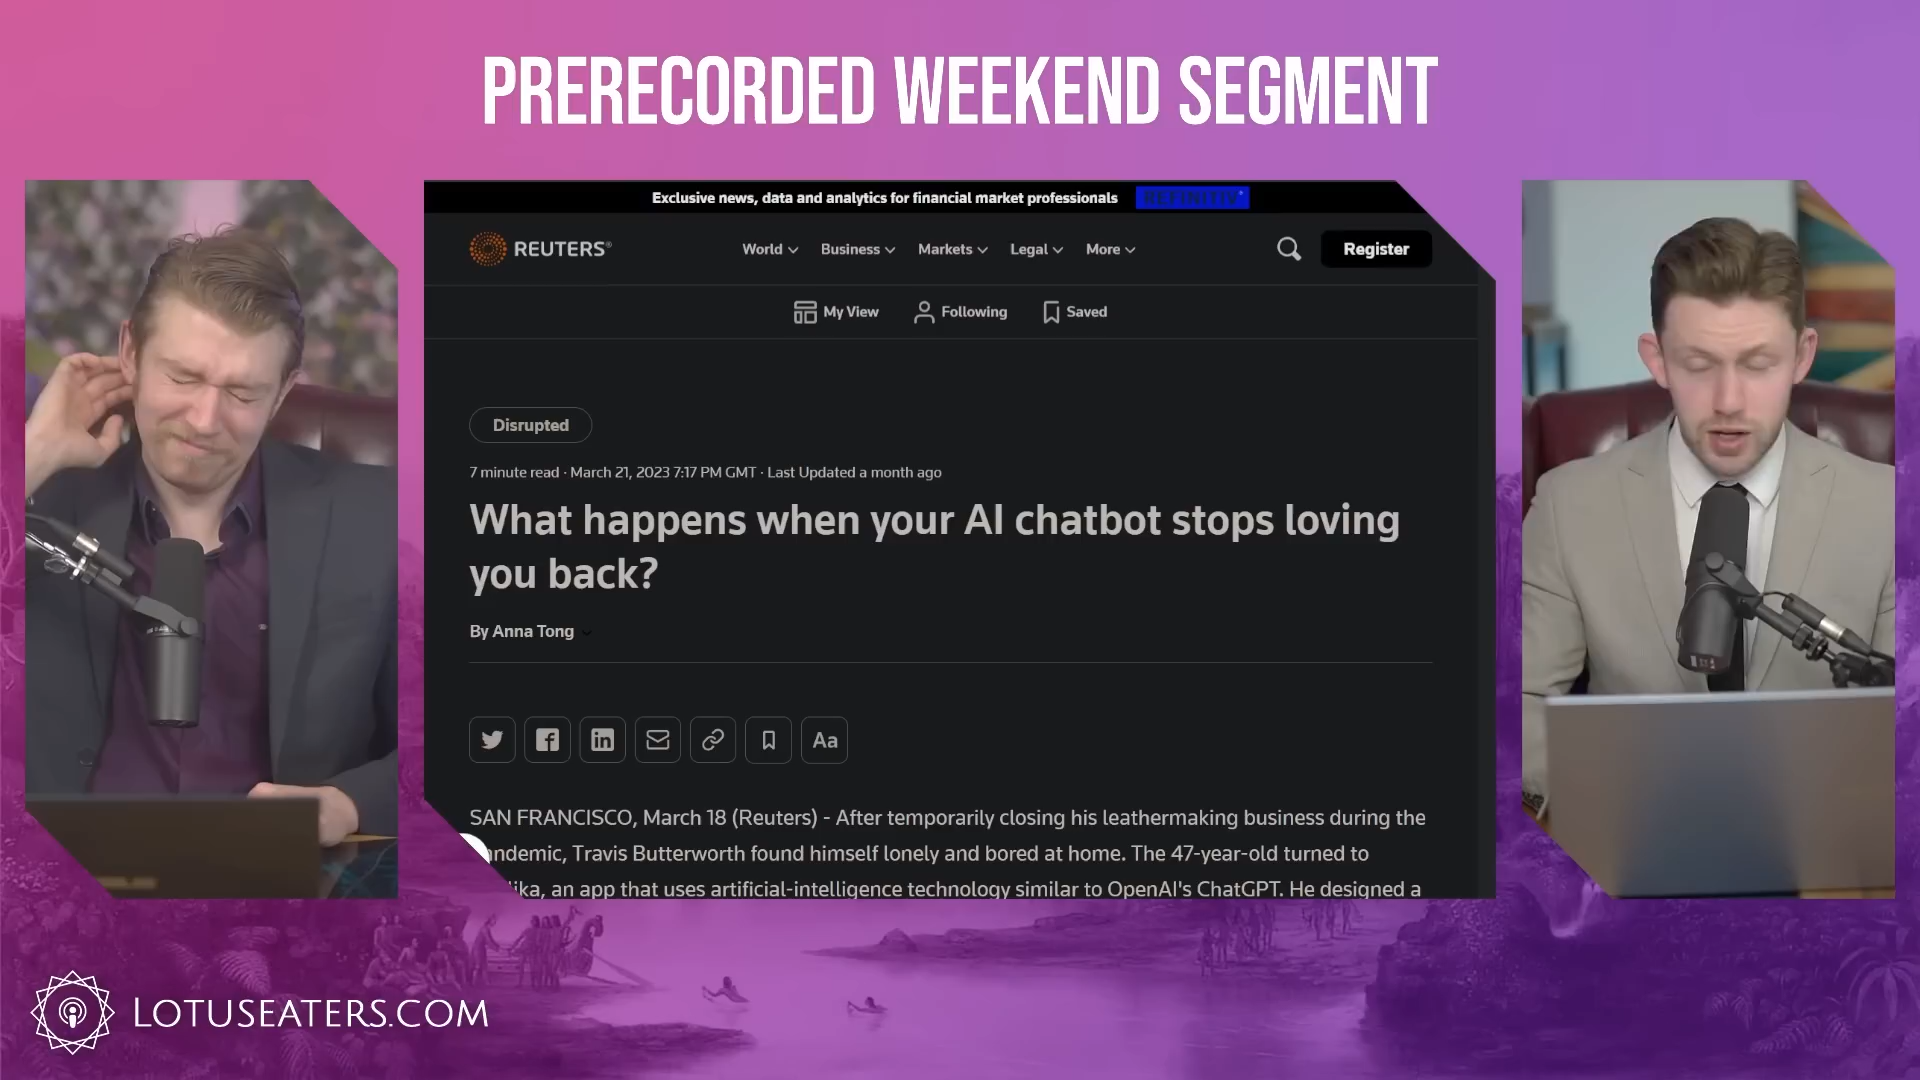 PRERECORDED WEEKEND SEGMENT
Exclusive news, data and analytics for financial market professionals REFINITIV
REUTERS®
World Business Markets Legal More
Register
My View Following Saved
Disrupted
7 minute read · March 21, 2023 7:17 PM GMT · Last Updated a month ago
What happens when your AI chatbot stops loving
you back?
By Anna Tong
Aa
SAN FRANCISCO, March 18 (Reuters) - After temporarily closing his leathermaking business during the
ndemic, Travis Butterworth found himself lonely and bored at home. The 47-year-old turned to
ika, an app that uses artificial-intelligence technology similar to OpenAI's ChatGPT. He designed a
LOTUSEATERS.COM